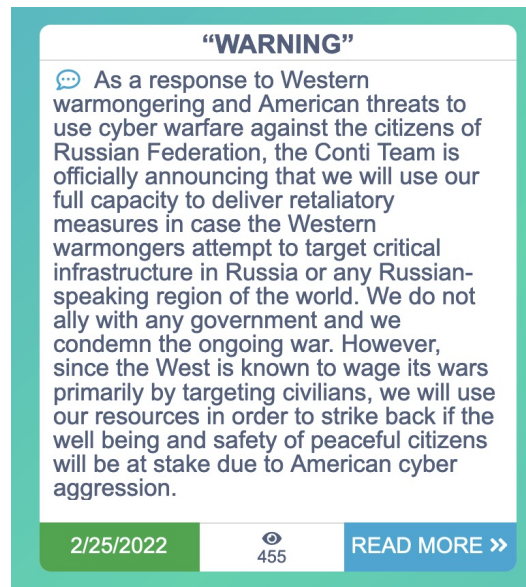 “WARNING”
As a response to Western
warmongering and American threats to
use cyber warfare against the citizens of
Russian Federation, the Conti Team is
officially announcing that we will use our
full capacity to deliver retaliatory
measures in case the Western
warmongers attempt to target critical
infrastructure in Russia or any Russian-
speaking region of the world. We do not
ally with any government and we
condemn the ongoing war. However,
since the West is known to wage its wars
primarily by targeting civilians, we will use
our resources in order to strike back if the
well being and safety of peaceful citizens
will be at stake due to American cyber
aggression.
2/25/2022
455
READ MORE »